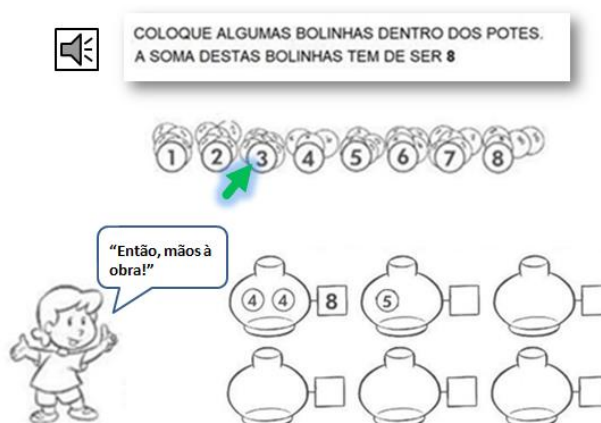 COLOQUE ALGUMAS BOLINHAS DENTRO DOS POTES.
A SOMA DESTAS BOLINHAS TEM DE SER 8
1 2 3 4 5 6 7 8
“Então, mãos à
obra!”
4 4 8 5